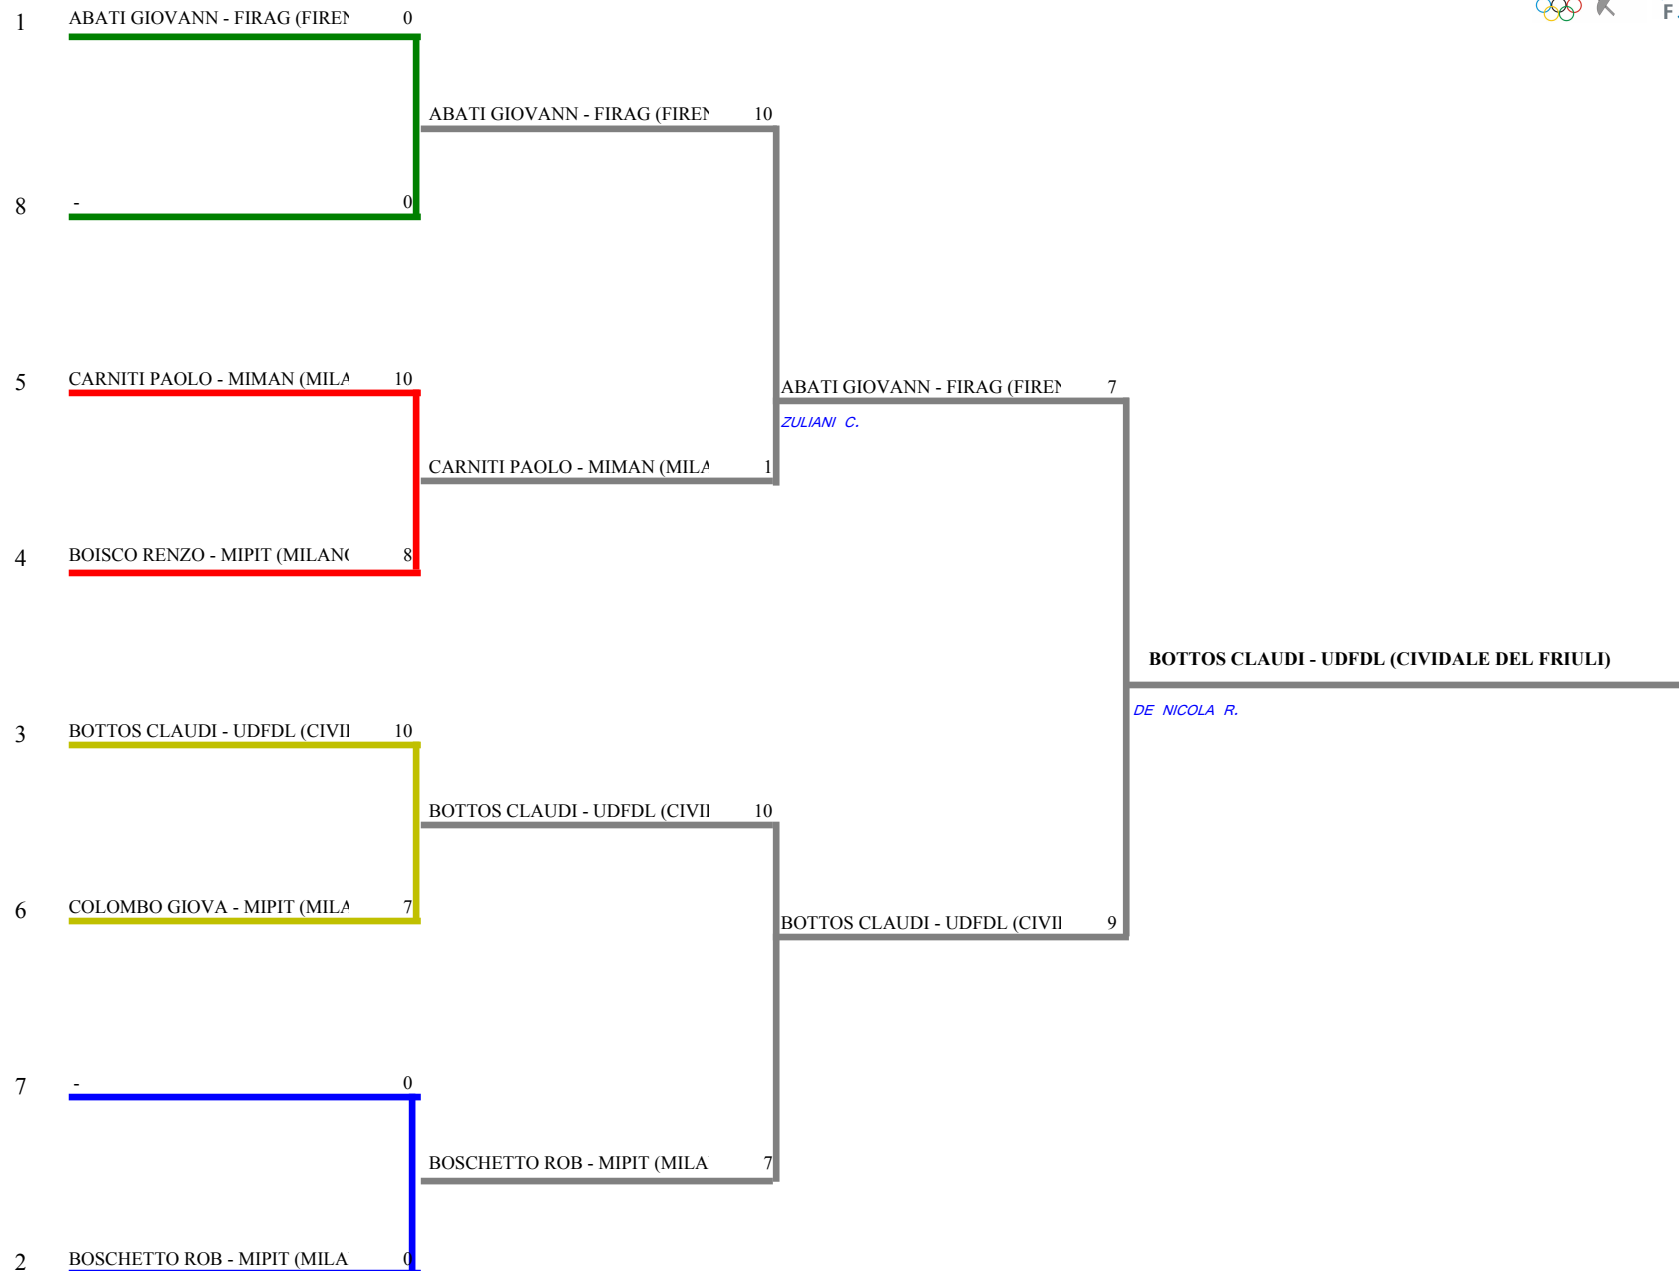 1 ABATI GIOVANN - FIRAG (FIREN 0
ABATI GIOVANN - FIRAG (FIREN 10
8 - 0
5 CARNITI PAOLO - MIMAN (MILA 10
ABATI GIOVANN - FIRAG (FIREN 7
ZULIANI C.
CARNITI PAOLO - MIMAN (MILA 1
4 BOISCO RENZO - MIPIT (MILANO 8
BOTTOS CLAUDI - UDFDL (CIVIDALE DEL FRIULI)
DE NICOLA R.
3 BOTTOS CLAUDI - UDFDL (CIVI 10
BOTTOS CLAUDI - UDFDL (CIVI 10
6 COLOMBO GIOVA - MIPIT (MILA 7
BOTTOS CLAUDI - UDFDL (CIVI 9
7 - 0
BOSCHETTO ROB - MIPIT (MILA 7
2 BOSCHETTO ROB - MIPIT (MILA 0
F